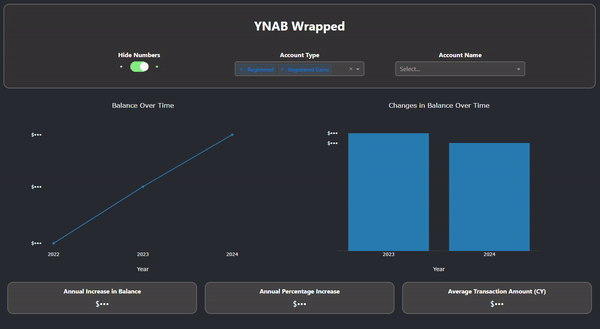 YNAB Wrapped
Hide Numbers
Account Type
Account Name
× Registered × Registered Extra
Select...
Balance Over Time
Changes in Balance Over Time
$•••
$•••
$•••
$•••
$•••
2022 2023 2024
2023 2024
Year
Year
Annual Increase in Balance
$•••
Annual Percentage Increase
$•••
Average Transaction Amount (CY)
$•••